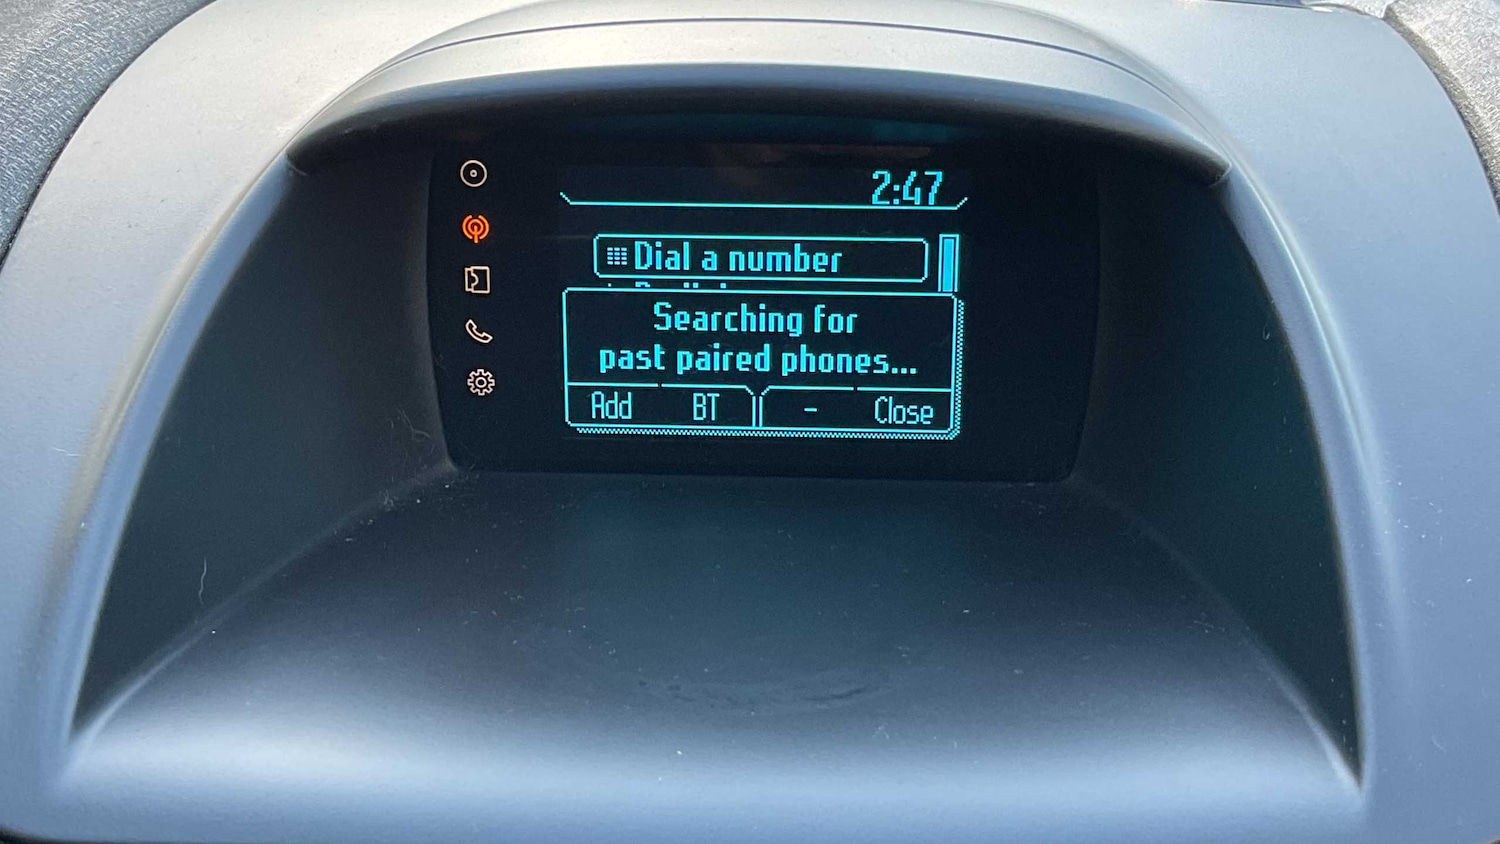 2:47
Dial a number
Searching for
past paired phones...
Add BT - Close